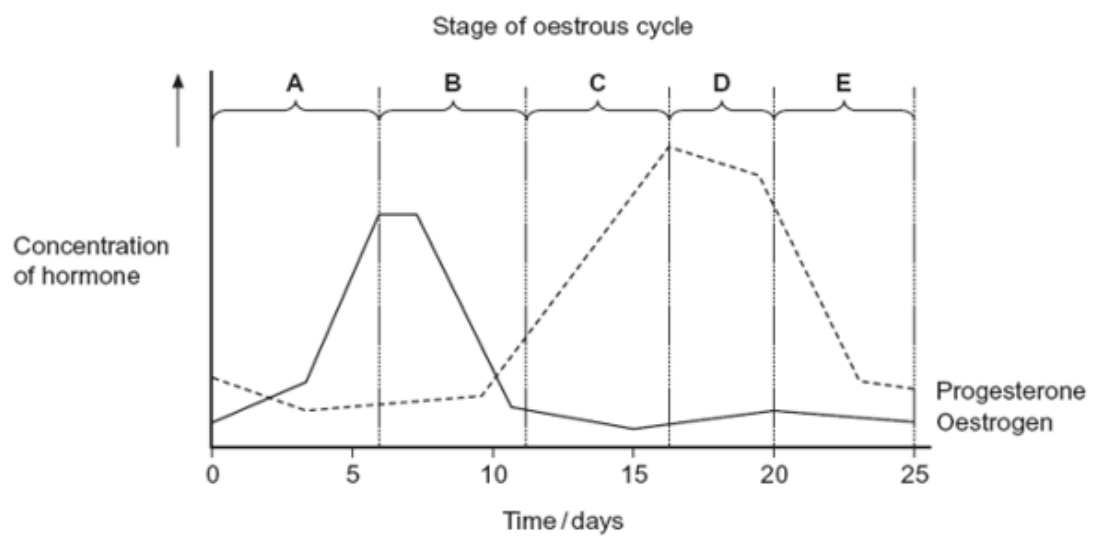 Stage of oestrous cycle
A B C D E
Concentration
of hormone
Progesterone
Oestrogen
0 5 10 15 20 25
Time / days